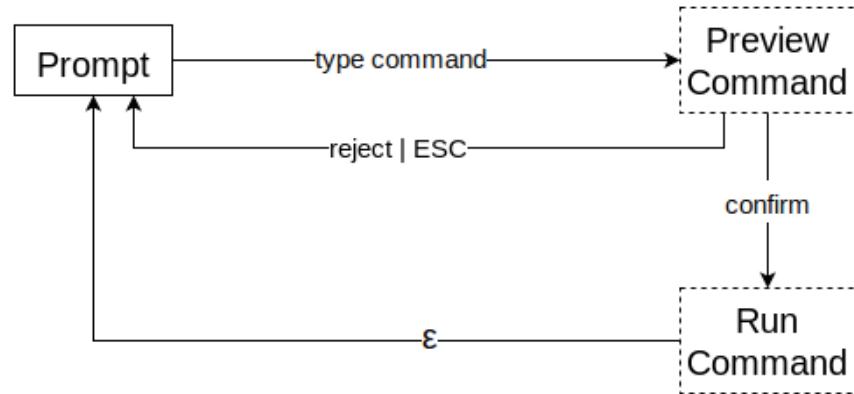 Prompt
type command
Preview
Command
reject | ESC
confirm
Run
Command
ε